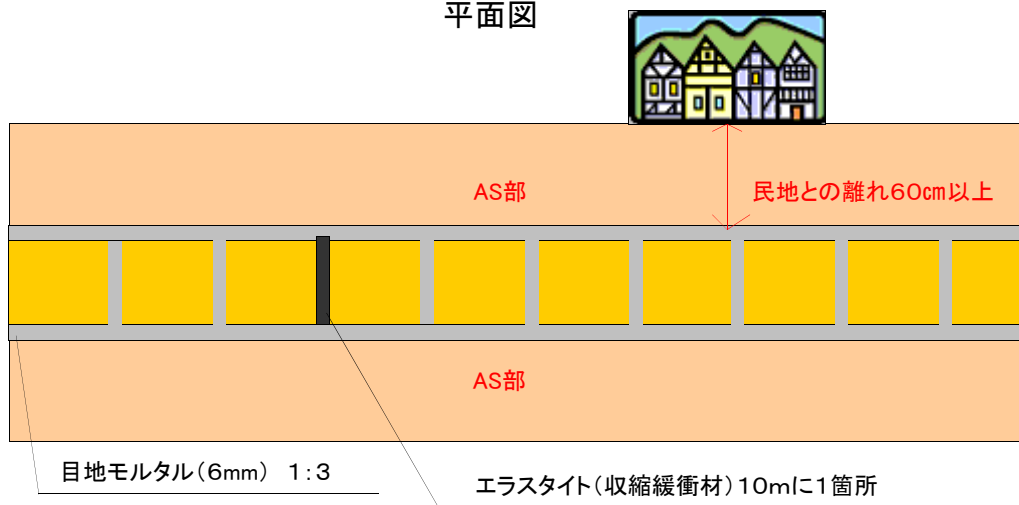 平面図
AS部
民地との離れ60㎝以上
AS部
目地モルタル(6mm) 1:3
エラスタイト(収縮緩衝材)10mに1箇所